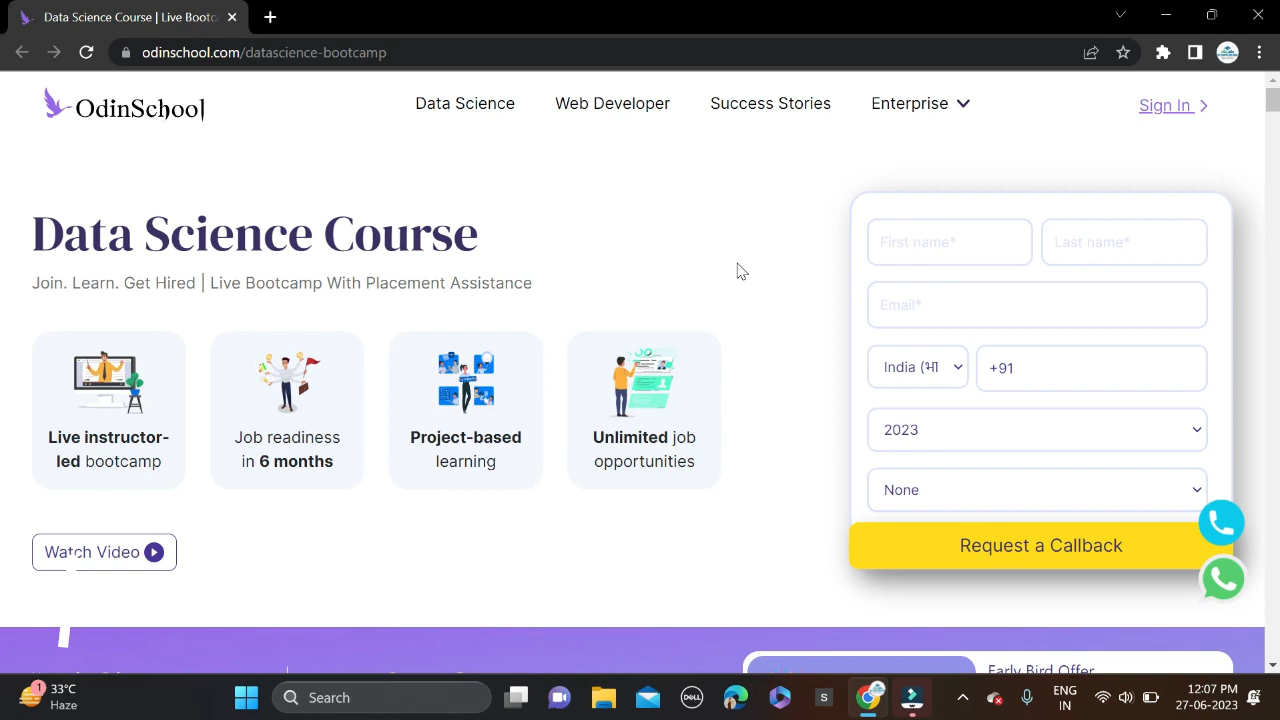 Data Science Course | Live Bootc
odinschool.com/datascience-bootcamp
OdinSchool
Data Science
Web Developer
Success Stories
Enterprise
Sign In
Data Science Course
Join. Learn. Get Hired | Live Bootcamp With Placement Assistance
Live instructor-
led bootcamp
Job readiness
in 6 months
Project-based
learning
Unlimited job
opportunities
Watch Video
First name*
Last name*
Email*
India (भा
+91
2023
None
Request a Callback
Early Bird Offer
1
33°C
Haze
Search
DELL
S
ENG
IN
12:07 PM
27-06-2023